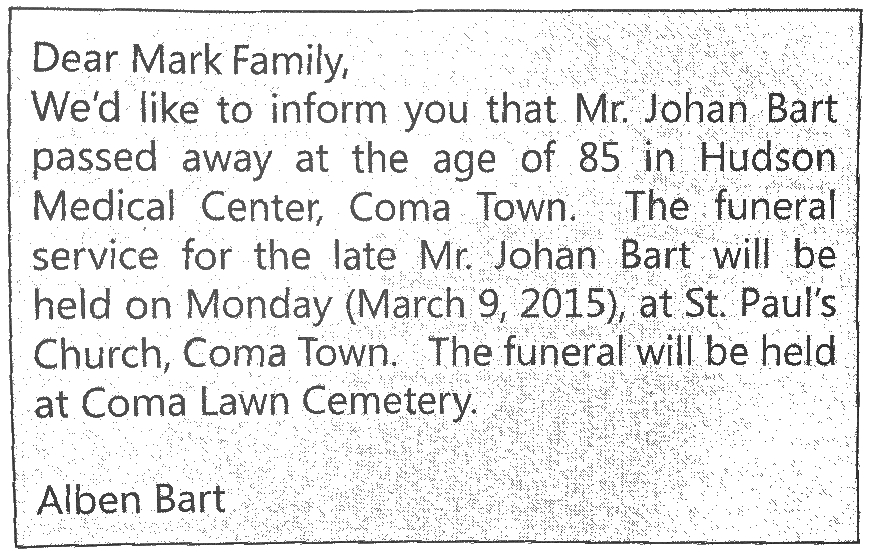 Dear Mark Family,
We'd like to inform you that Mr. Johan Bart
passed away at the age of 85 in Hudson
Medical Center, Coma Town. The funeral
service for the late Mr. Johan Bart will be
held on Monday (March 9, 2015), at St. Paul's
Church, Coma Town. The funeral will be held
at Coma Lawn Cemetery.
Alben Bart